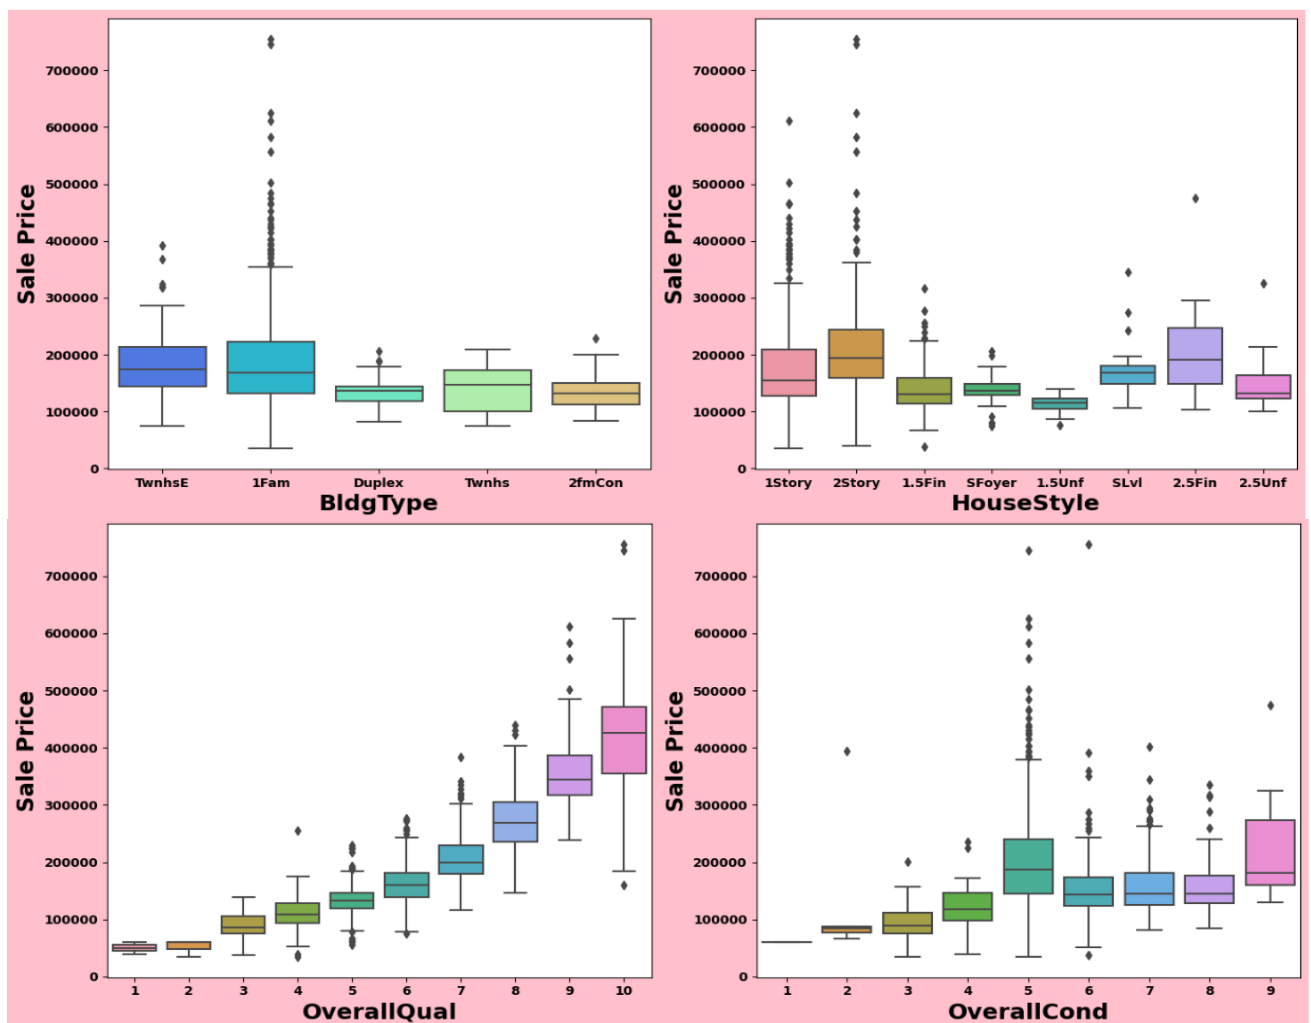 Sale Price
700000
600000
500000
400000
300000
200000
100000
0
TwnhsE 1Fam Duplex Twnhs 2fmCon
BldgType
Sale Price
700000
600000
500000
400000
300000
200000
100000
0
1Story 2Story 1.5Fin SFoyer 1.5Unf SLvl 2.5Fin 2.5Unf
HouseStyle
Sale Price
700000
600000
500000
400000
300000
200000
100000
0
1 2 3 4 5 6 7 8 9 10
OverallQual
Sale Price
700000
600000
500000
400000
300000
200000
100000
0
1 2 3 4 5 6 7 8 9
OverallCond